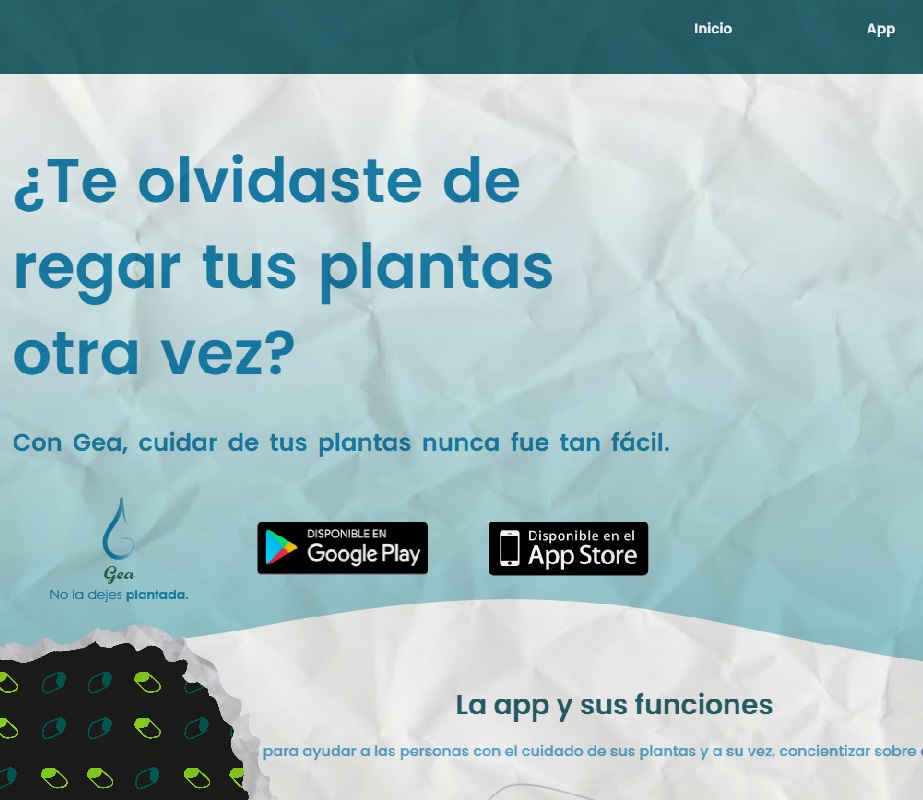 Inicio
App
¿Te olvidaste de
regar tus plantas
otra vez?
Con Gea, cuidar de tus plantas nunca fue tan fácil.
Gea
No la dejes plantada.
DISPONIBLE EN
Google Play
Disponible en el
App Store
La app y sus funciones
para ayudar a las personas con el cuidado de sus plantas y a su vez, concientizar sobre